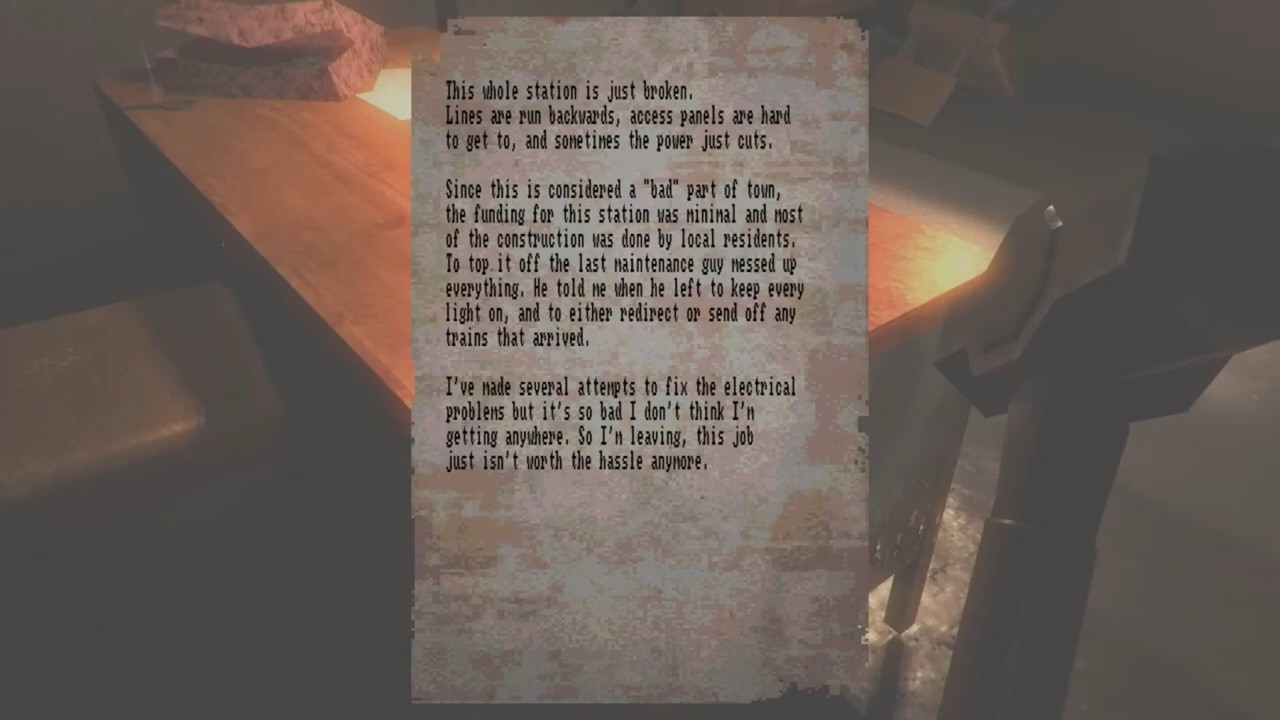 This whole station is just broken.
Lines are run backwards, access panels are hard
to get to, and sometimes the power just cuts.
Since this is considered a "bad" part of town,
the funding for this station was minimal and most
of the construction was done by local residents.
To top it off the last maintenance guy messed up
everything. He told me when he left to keep every
light on, and to either redirect or send off any
trains that arrived.
I've made several attempts to fix the electrical
problems but it's so bad I don't think I'm
getting anywhere. So I'm leaving, this job
just isn't worth the hassle anymore.